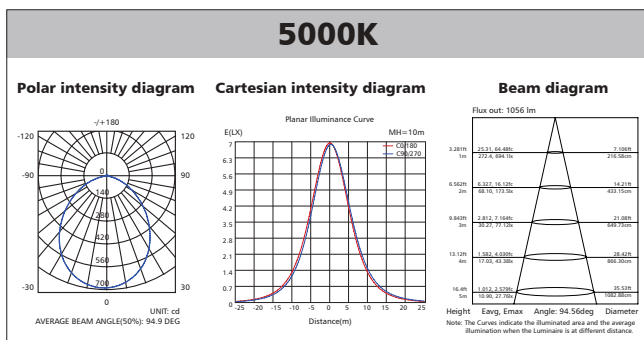 5000K
Polar intensity diagram
-/+180
-120
120
-90
90
0
140
280
420
560
700
-30
30
0
UNIT: cd
AVERAGE BEAM ANGLE(50%): 94.9 DEG
Cartesian intensity diagram
Planar Illuminance Curve
E(LX)
MH=10m
C0/180
C90/270
7
6.3
5.6
4.9
4.2
3.5
2.8
2.1
1.4
0.7
0
-25 -20 -15 -10 -5 0 5 10 15 20 25
Distance(m)
Beam diagram
Flux out: 1056 lm
3.281ft 25.31, 64.48fc 7.106ft
1m 272.4, 694.1lx 216.58cm
6.562ft 6.327, 16.12fc 14.21ft
2m 68.10, 173.5lx 433.15cm
9.843ft 2.812, 7.164fc 21.08ft
3m 30.27, 77.12lx 649.73cm
13.12ft 1.582, 4.030fc 28.42ft
4m 17.03, 43.38lx 866.30cm
16.4ft 1.012, 2.579fc 35.53ft
5m 10.90, 27.76lx 1082.88cm
Height Eavg, Emax Angle: 94.56deg Diameter
Note: The Curves indicate the illuminated area and the average
illumination when the Luminaire is at different distance.